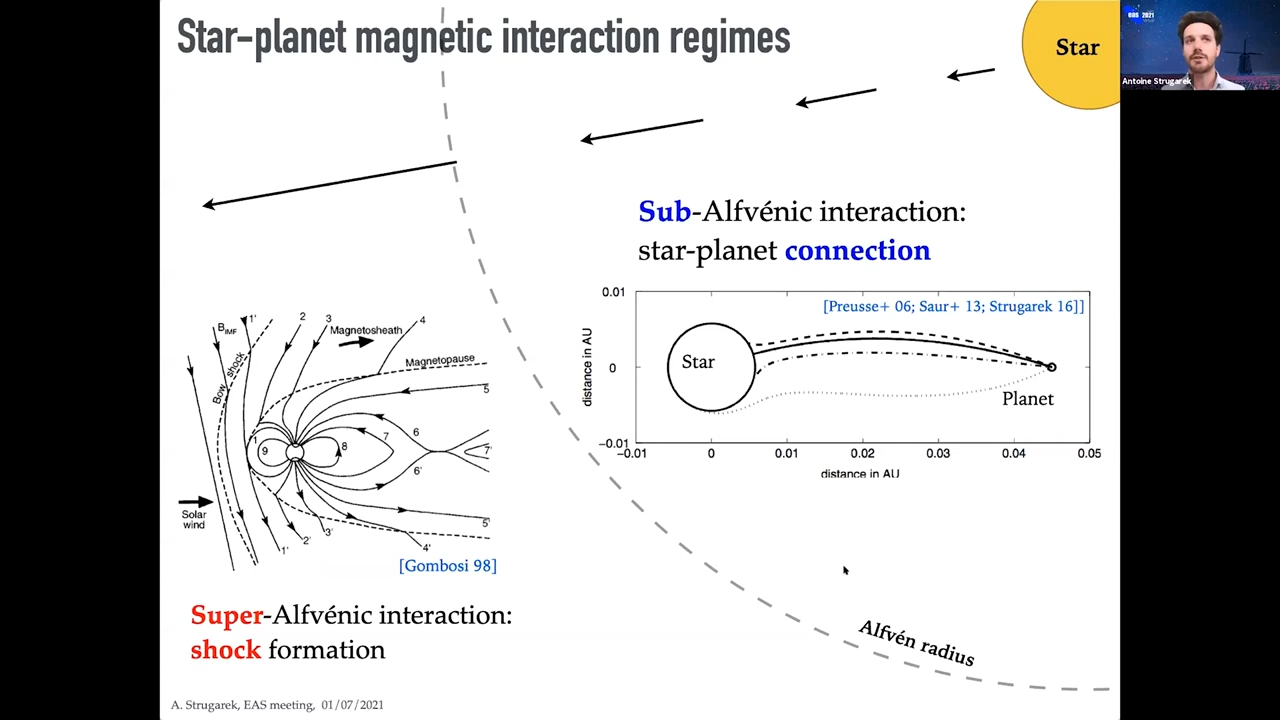 Star-planet magnetic interaction regimes
Star
EAS 2021
Antoine Strugarek
Sub-Alfvénic interaction:
star-planet connection
[Preusse+ 06; Saur+ 13; Strugarek 16]]
0.01
0
-0.01
distance in AU
Star
Planet
-0.01 0 0.01 0.02 0.03 0.04 0.05
distance in AU
B IMF
1'
2
3
4
Magnetosheath
Bow shock
Magnetopause
5
6
7
1
9
8
7'
6'
Solar
wind
5'
3'
2'
1'
4'
[Gombosi 98]
Super-Alfvénic interaction:
shock formation
Alfvén radius
A. Strugarek, EAS meeting, 01/07/2021